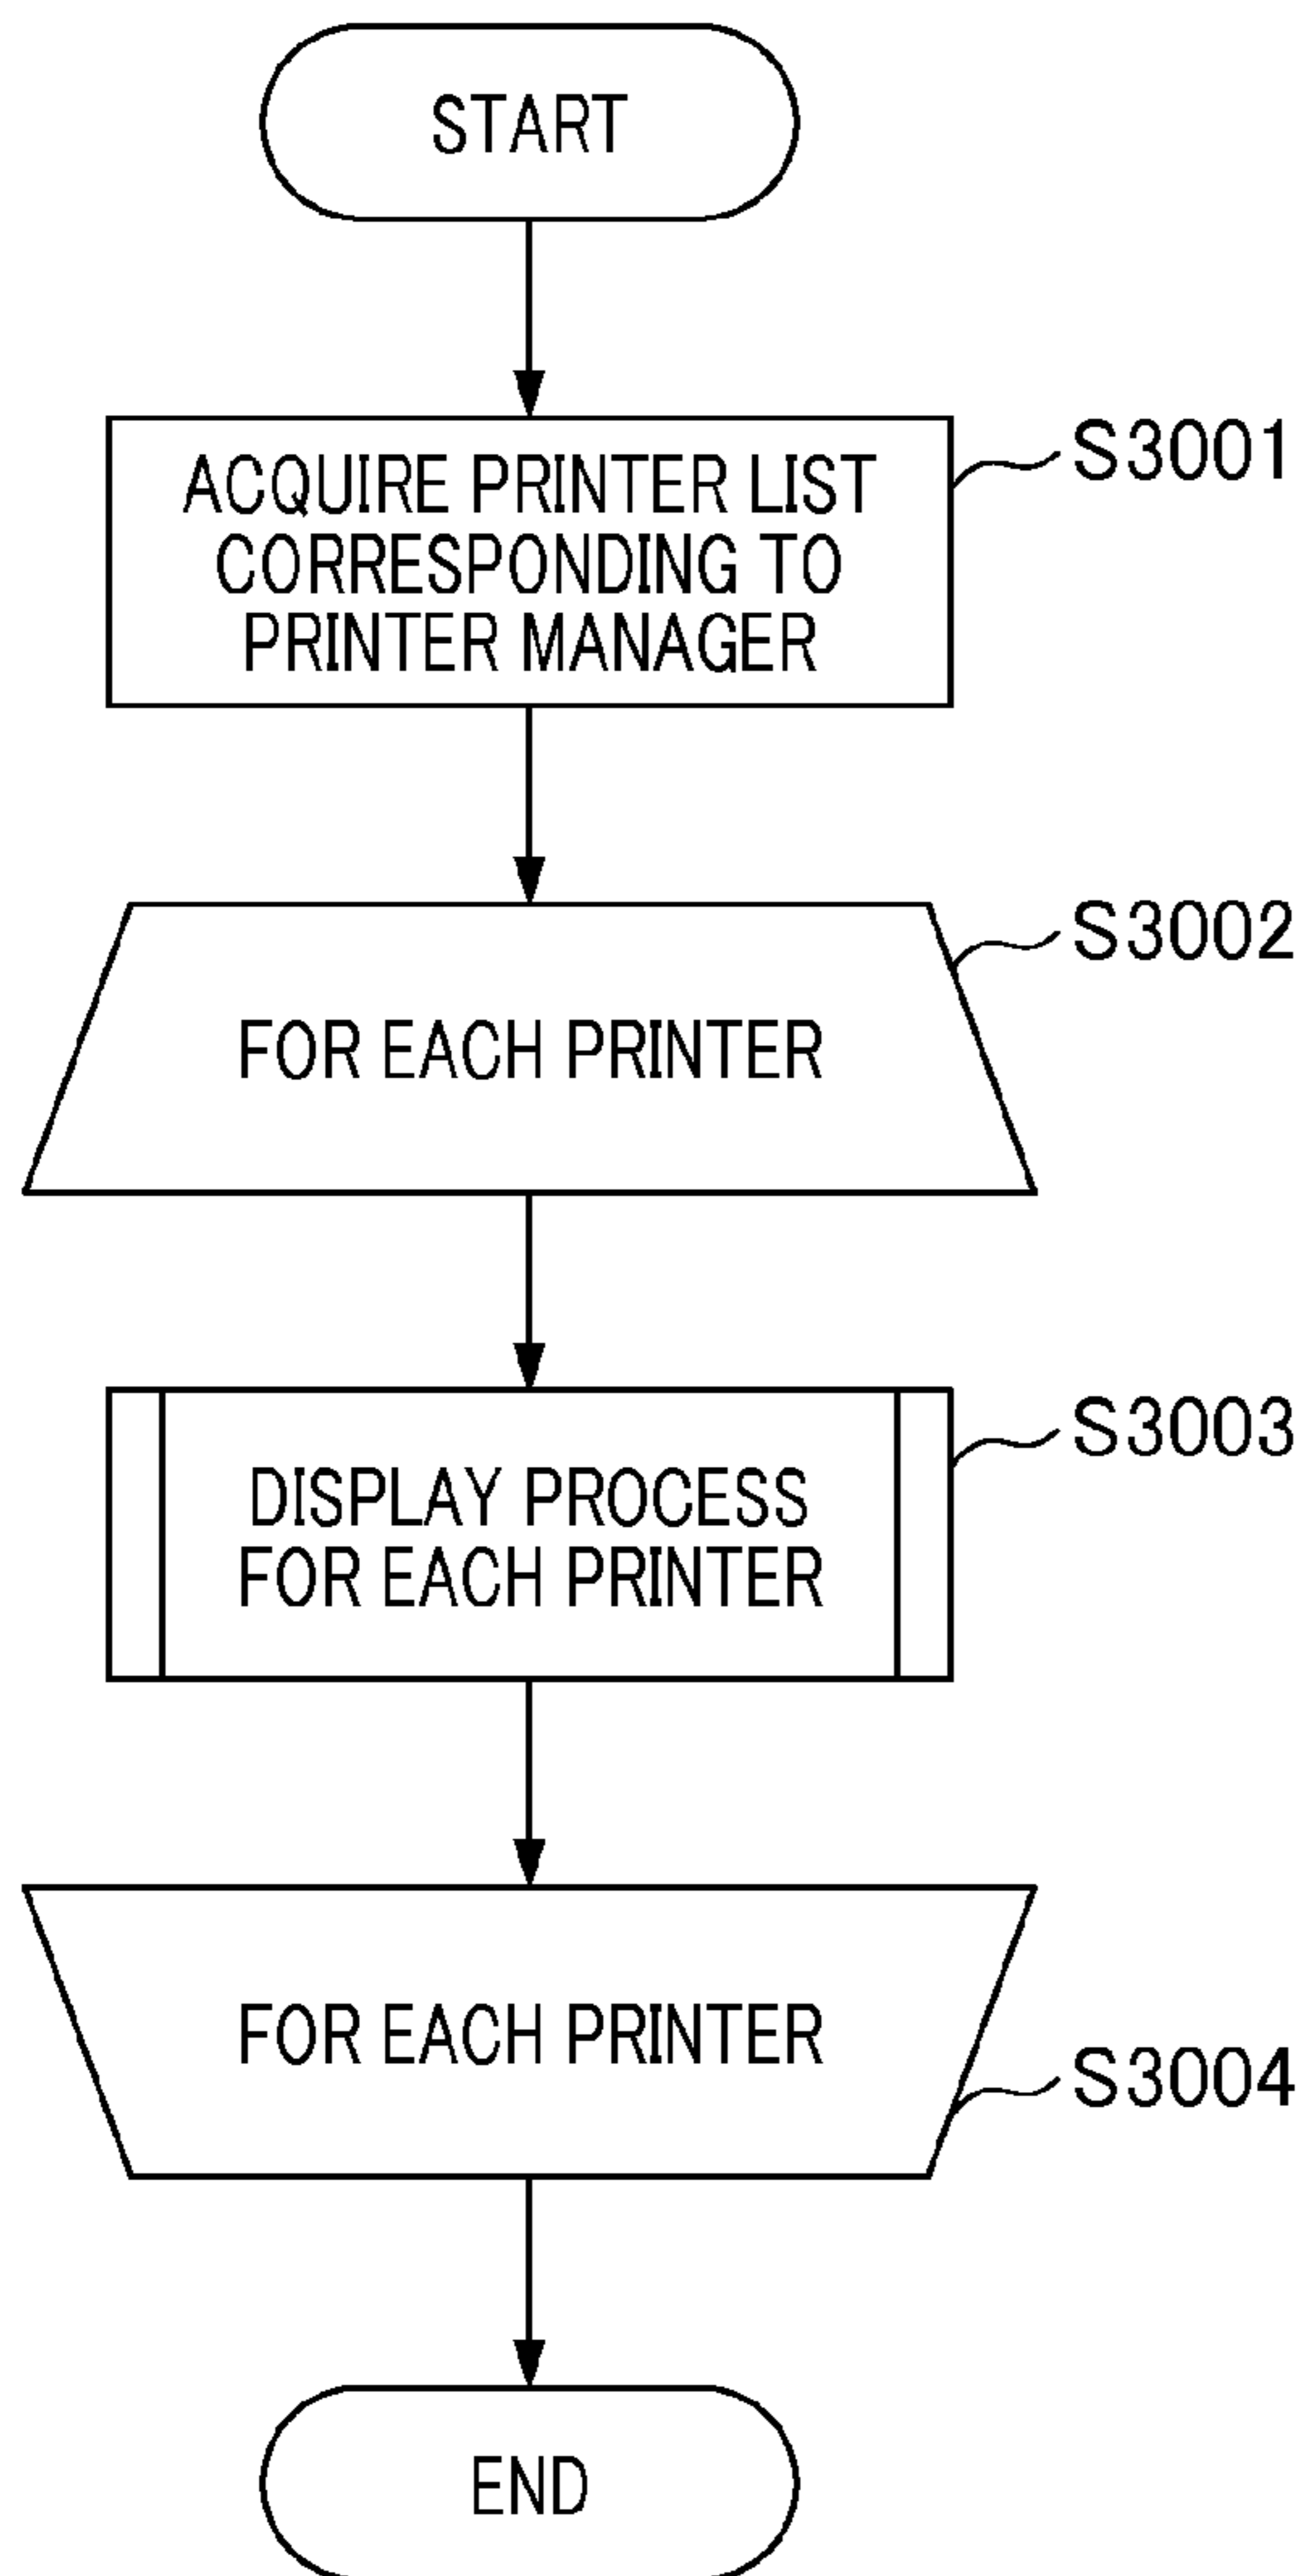 START
ACQUIRE PRINTER LIST
CORRESPONDING TO
PRINTER MANAGER
S3001
FOR EACH PRINTER
S3002
DISPLAY PROCESS
FOR EACH PRINTER
S3003
FOR EACH PRINTER
S3004
END